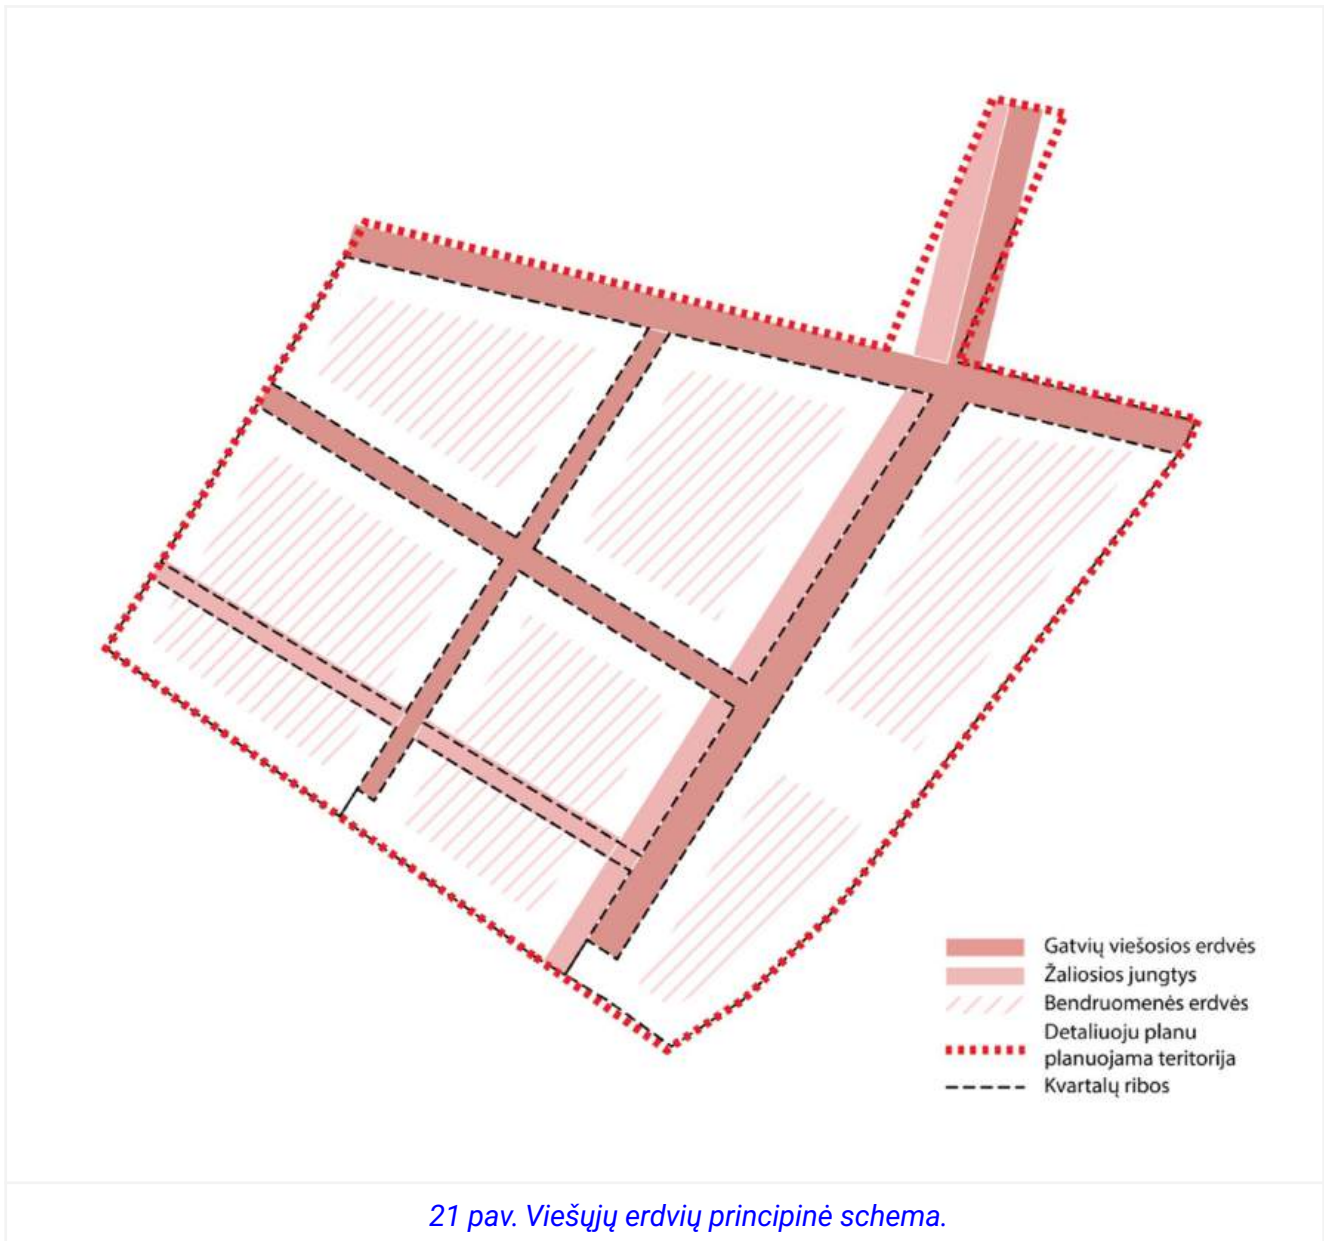 Gatvių viešosios erdvės
Žaliosios jungtys
Bendruomenės erdvės
Detaliuoju planu
planuojama teritorija
Kvartalų ribos
21 pav. Viešųjų erdvių principinė schema.